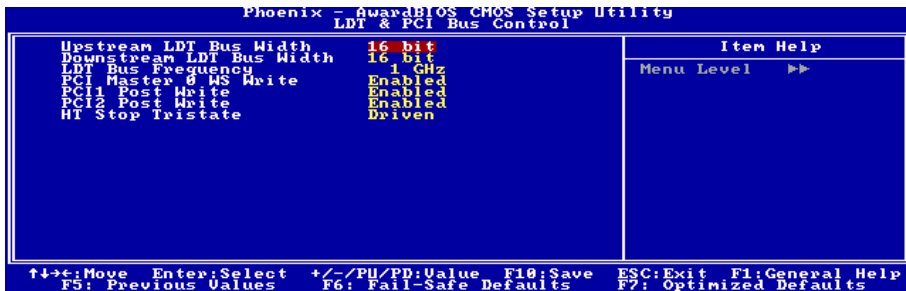 Phoenix - AwardBIOS CMOS Setup Utility
LDT & PCI Bus Control
Upstream LDT Bus Width 16 bit
Downstream LDT Bus Width 16 bit
LDT Bus Frequency 1 GHz
PCI Master 0 WS Write Enabled
PCI1 Post Write Enabled
PCI2 Post Write Enabled
HT Stop Tristate Driven
Item Help
Menu Level ▶▶
↑↓→←:Move Enter:Select +/-/PU/PD:Value F10:Save ESC:Exit F1:General Help
F5: Previous Values F6: Fail-Safe Defaults F7: Optimized Defaults